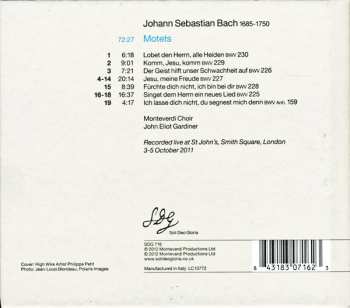 Johann Sebastian Bach 1685-1750
72:27 Motets
1 6:18 Lobet den Herrn, alle Heiden BWV 230
2 9:01 Komm, Jesu, komm BWV 229
3 7:21 Der Geist hilft unser Schwachheit auf BWV 226
4-14 20:14 Jesu, meine Freude BWV 227
15 8:39 Fürchte dich nicht, ich bin bei dir BWV 228
16-18 16:37 Singet dem Herrn ein neues Lied BWV 225
19 4:17 Ich lasse dich nicht, du segnest mich denn BWV Anh. 159
Monteverdi Choir
John Eliot Gardiner
Recorded live at St John's, Smith Square, London
3-5 October 2011
SDG
Soli Deo Gloria
SDG 716
℗ 2012 Monteverdi Productions Ltd
© 2012 Monteverdi Productions Ltd
www.solideogloria.co.uk
Manufactured in Italy LC13772
Cover: High Wire Artist Philippe Petit
Photo: Jean-Louis Blondeau, Polaris Images
8 43183 07162 3